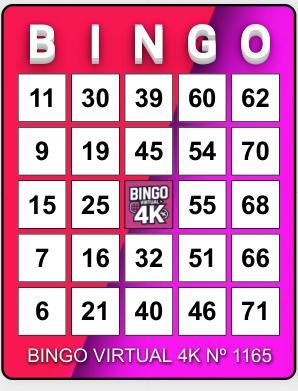 B I N G O
11 30 39 60 62
9 19 45 54 70
15 25 BINGO VIRTUAL 4K 55 68
7 16 32 51 66
6 21 40 46 71
BINGO VIRTUAL 4K Nº 1165